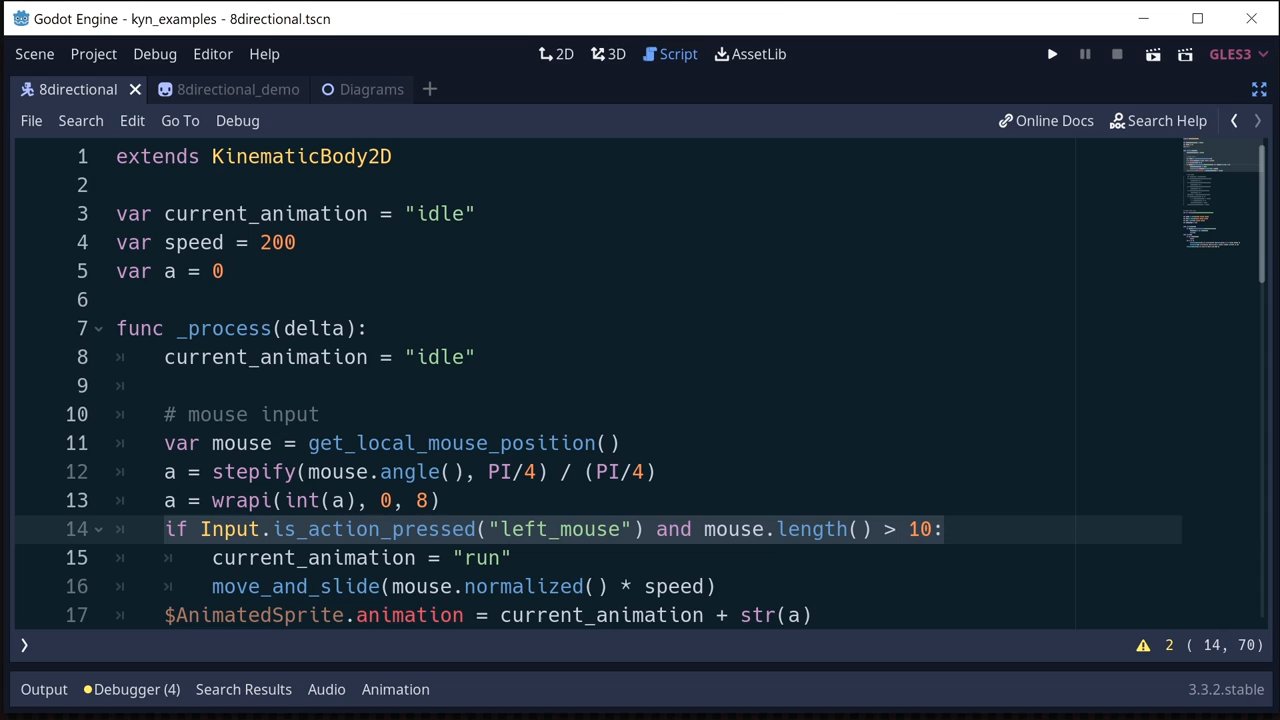 Godot Engine - kyn_examples - 8directional.tscn
Scene Project Debug Editor Help 2D 3D Script AssetLib GLES3
8directional 8directional_demo Diagrams
File Search Edit Go To Debug Online Docs Search Help
1 extends KinematicBody2D
2
3 var current_animation = "idle"
4 var speed = 200
5 var a = 0
6
7 func _process(delta):
8 current_animation = "idle"
9
10 # mouse input
11 var mouse = get_local_mouse_position()
12 a = stepify(mouse.angle(), PI/4) / (PI/4)
13 a = wrapi(int(a), 0, 8)
14 if Input.is_action_pressed("left_mouse") and mouse.length() > 10:
15 current_animation = "run"
16 move_and_slide(mouse.normalized() * speed)
17 $AnimatedSprite.animation = current_animation + str(a)
2 ( 14, 70)
Output Debugger (4) Search Results Audio Animation 3.3.2.stable